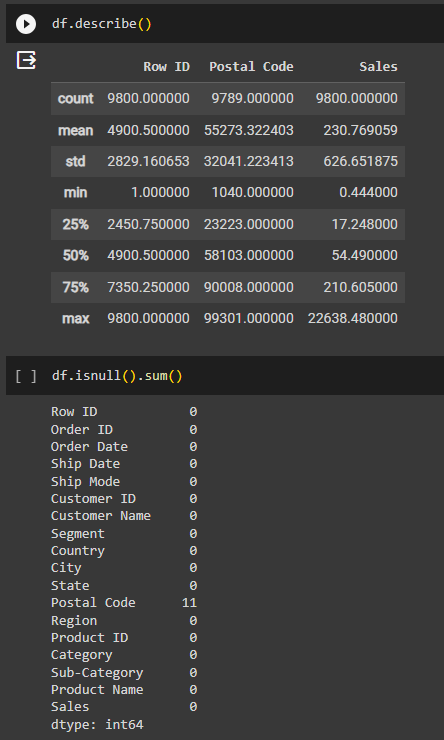 df.describe()
Row ID Postal Code Sales
count 9800.000000 9789.000000 9800.000000
mean 4900.500000 55273.322403 230.769059
std 2829.160653 32041.223413 626.651875
min 1.000000 1040.000000 0.444000
25% 2450.750000 23223.000000 17.248000
50% 4900.500000 58103.000000 54.490000
75% 7350.250000 90008.000000 210.605000
max 9800.000000 99301.000000 22638.480000
[ ] df.isnull().sum()
Row ID 0
Order ID 0
Order Date 0
Ship Date 0
Ship Mode 0
Customer ID 0
Customer Name 0
Segment 0
Country 0
City 0
State 0
Postal Code 11
Region 0
Product ID 0
Category 0
Sub-Category 0
Product Name 0
Sales 0
dtype: int64